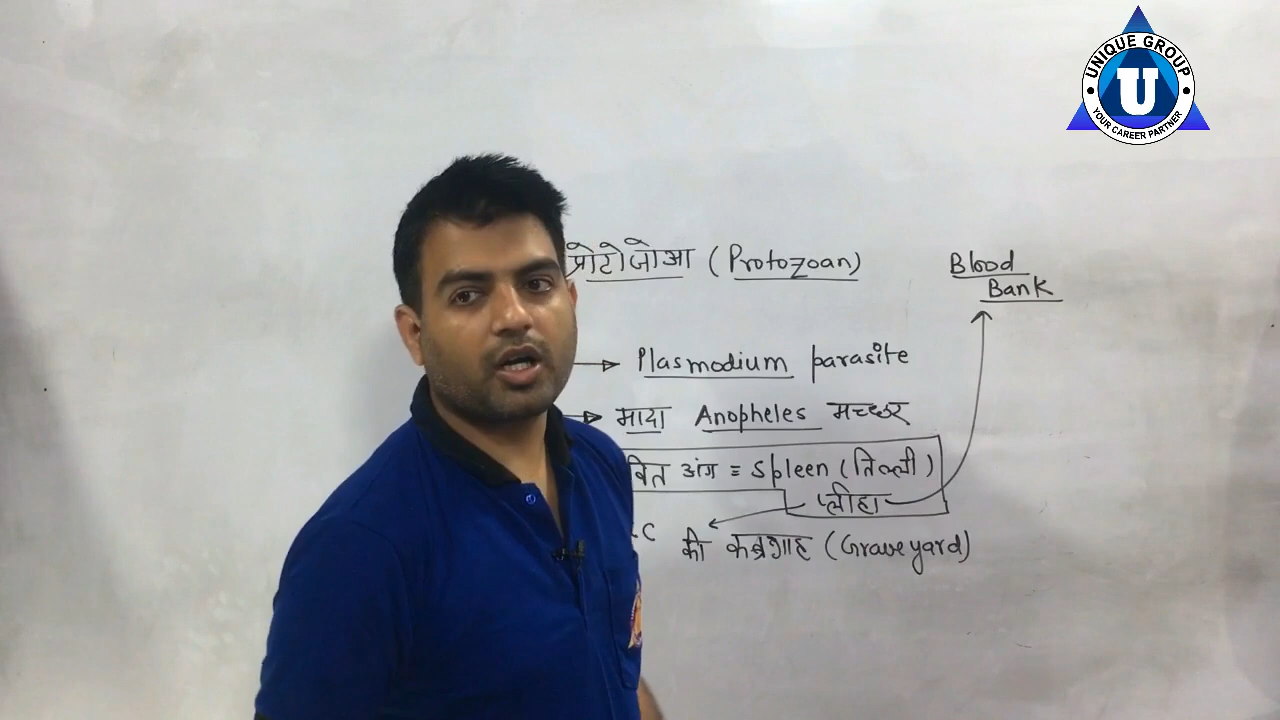 UNIQUE GROUP
U
YOUR CAREER PARTNER
प्रोटोजोआ (Protozoan)
Blood
Bank
Plasmodium parasite
मादा Anopheles मच्छर
वित अंग = Spleen (तिल्ली)
प्लीहा
C की कब्रगाह (Graveyard)